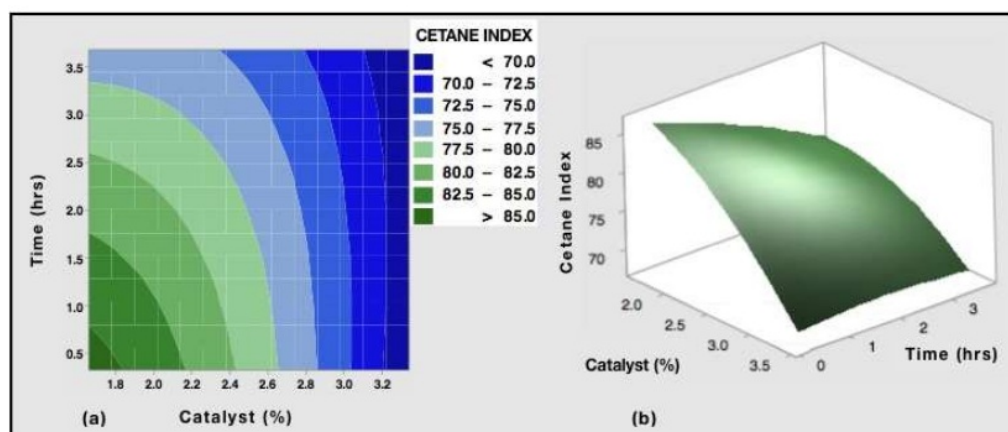 CETANE INDEX
< 70.0
70.0 – 72.5
72.5 – 75.0
75.0 – 77.5
77.5 – 80.0
80.0 – 82.5
82.5 – 85.0
> 85.0
Time (hrs)
3.5
3.0
2.5
2.0
1.5
1.0
0.5
1.8 2.0 2.2 2.4 2.6 2.8 3.0 3.2
(a) Catalyst (%)
Cetane Index
85
80
75
70
2.0
2.5
3.0
3.5
Catalyst (%)
0 1 2 3
Time (hrs)
(b)